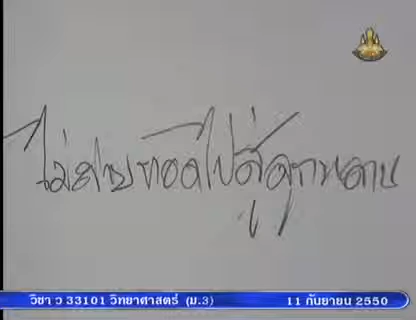 ไม่ถ่ายทอดไปสู่ลูกหลาน
วิชา ว 33101 วิทยาศาสตร์ (ม.3) 11 กันยายน 2550